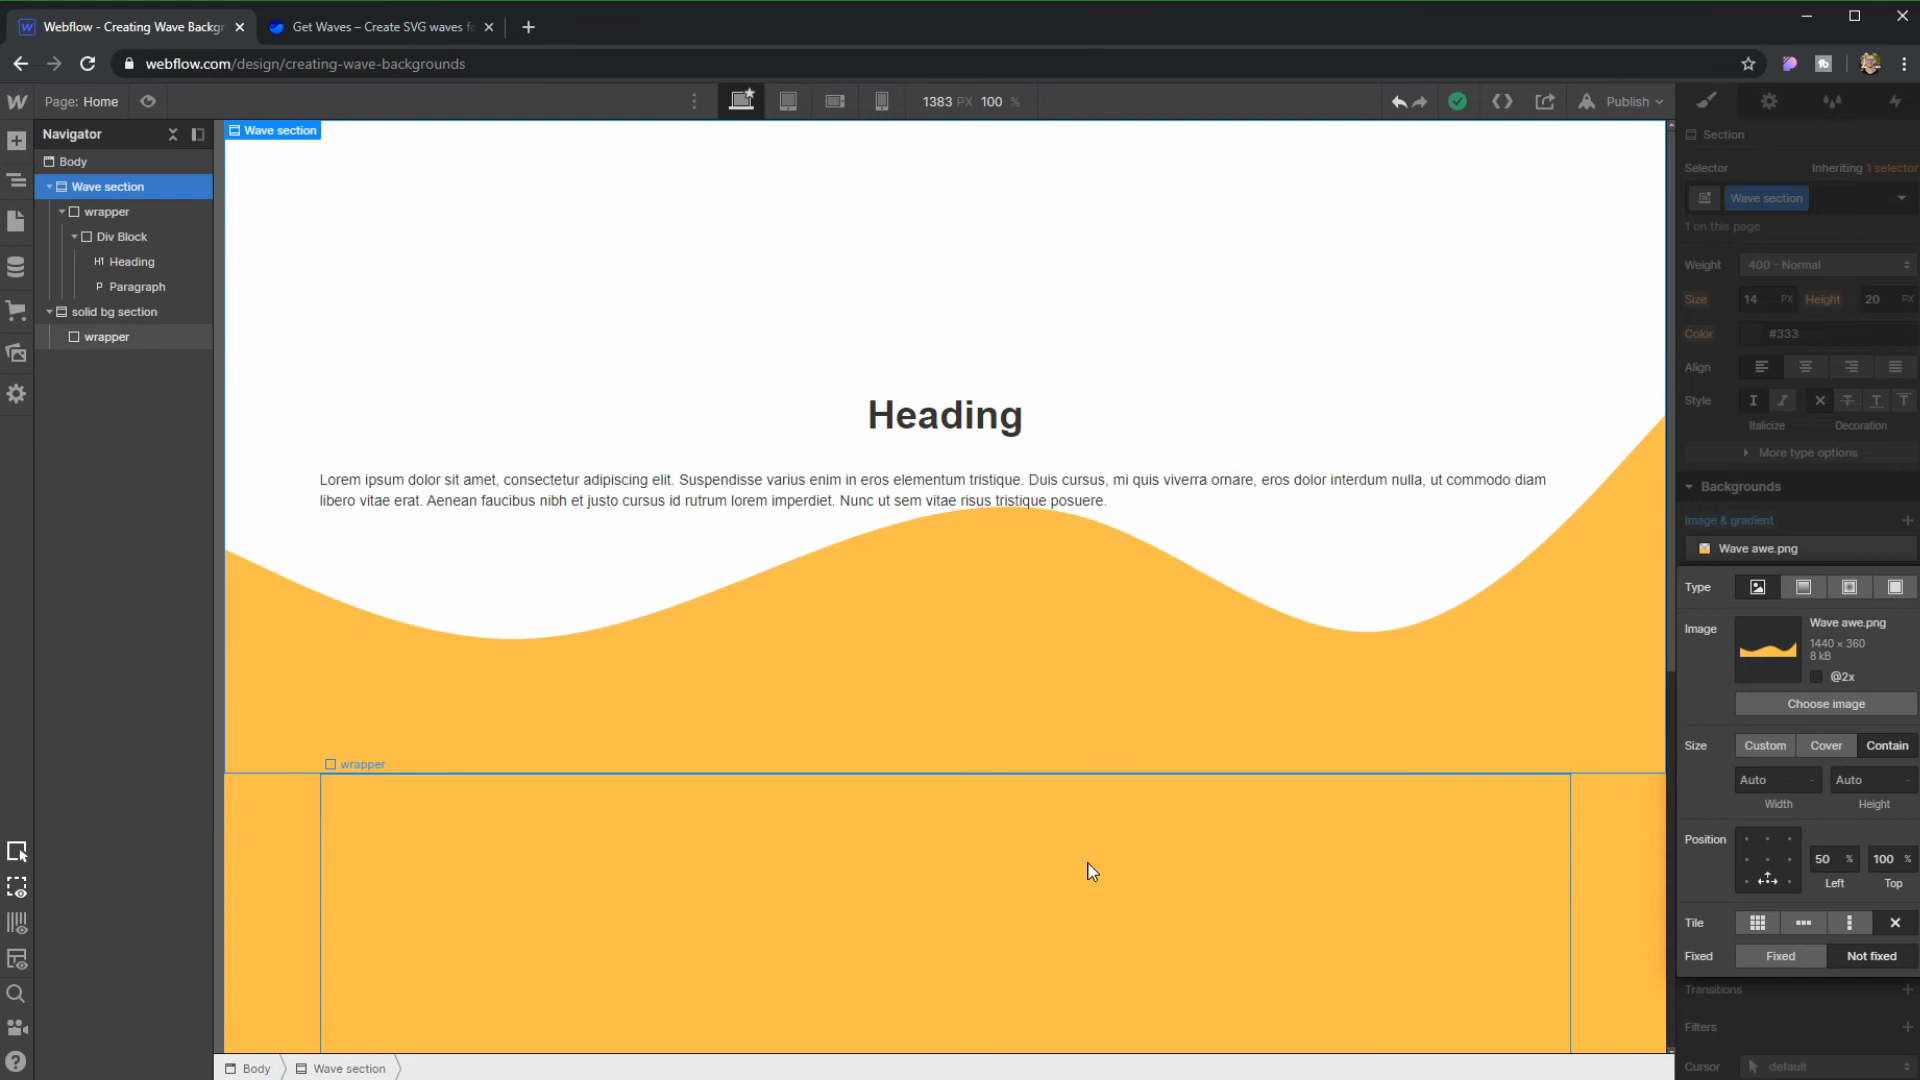 Webflow - Creating Wave Backgr
Get Waves – Create SVG waves fo
webflow.com/design/creating-wave-backgrounds
Page: Home
1383 PX 100 %
Publish
Navigator
Body
Wave section
wrapper
Div Block
H1 Heading
P Paragraph
solid bg section
wrapper
Wave section
Heading
Lorem ipsum dolor sit amet, consectetur adipiscing elit. Suspendisse varius enim in eros elementum tristique. Duis cursus, mi quis viverra ornare, eros dolor interdum nulla, ut commodo diam
libero vitae erat. Aenean faucibus nibh et justo cursus id rutrum lorem imperdiet. Nunc ut sem vitae risus tristique posuere.
wrapper
Body
Wave section
Section
Selector
Inheriting 1 selector
Wave section
1 on this page
Weight
400 - Normal
Size
14 PX
Height
20 PX
Color
#333
Align
Style
Italicize
Decoration
More type options
Backgrounds
Image & gradient
Wave awe.png
Type
Image
Wave awe.png
1440 × 360
8 kB
@2x
Choose image
Size
Custom
Cover
Contain
Auto -
Auto -
Width
Height
Position
50 %
100 %
Left
Top
Tile
Fixed
Fixed
Not fixed
Transitions
Filters
Cursor
default